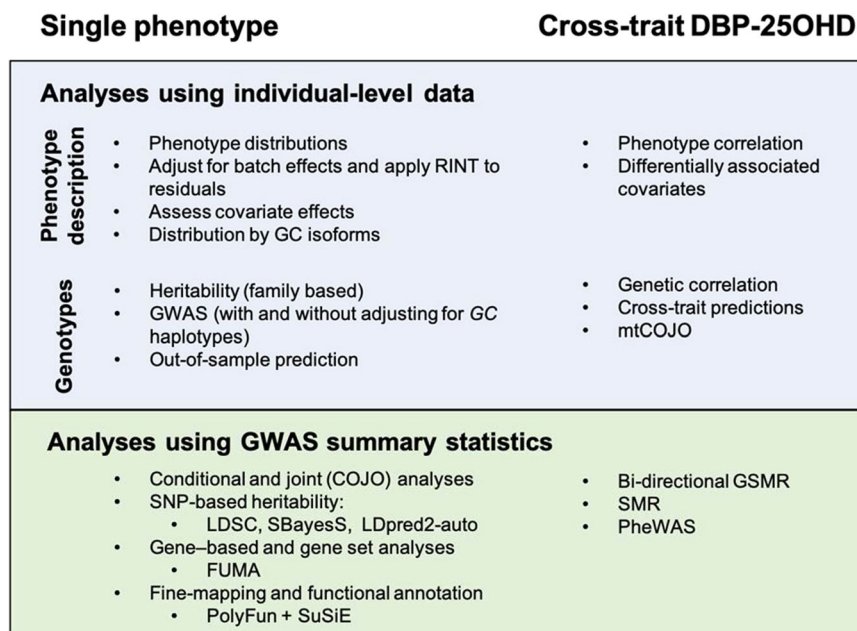 Single phenotype
Cross-trait DBP-25OHD
Analyses using individual-level data
Phenotype
description
• Phenotype distributions
• Adjust for batch effects and apply RINT to
residuals
• Assess covariate effects
• Distribution by GC isoforms
• Phenotype correlation
• Differentially associated
covariates
Genotypes
• Heritability (family based)
• GWAS (with and without adjusting for GC
haplotypes)
• Out-of-sample prediction
• Genetic correlation
• Cross-trait predictions
• mtCOJO
Analyses using GWAS summary statistics
• Conditional and joint (COJO) analyses
• SNP-based heritability:
• LDSC, SBayesS, LDpred2-auto
• Gene–based and gene set analyses
• FUMA
• Fine-mapping and functional annotation
• PolyFun + SuSiE
• Bi-directional GSMR
• SMR
• PheWAS